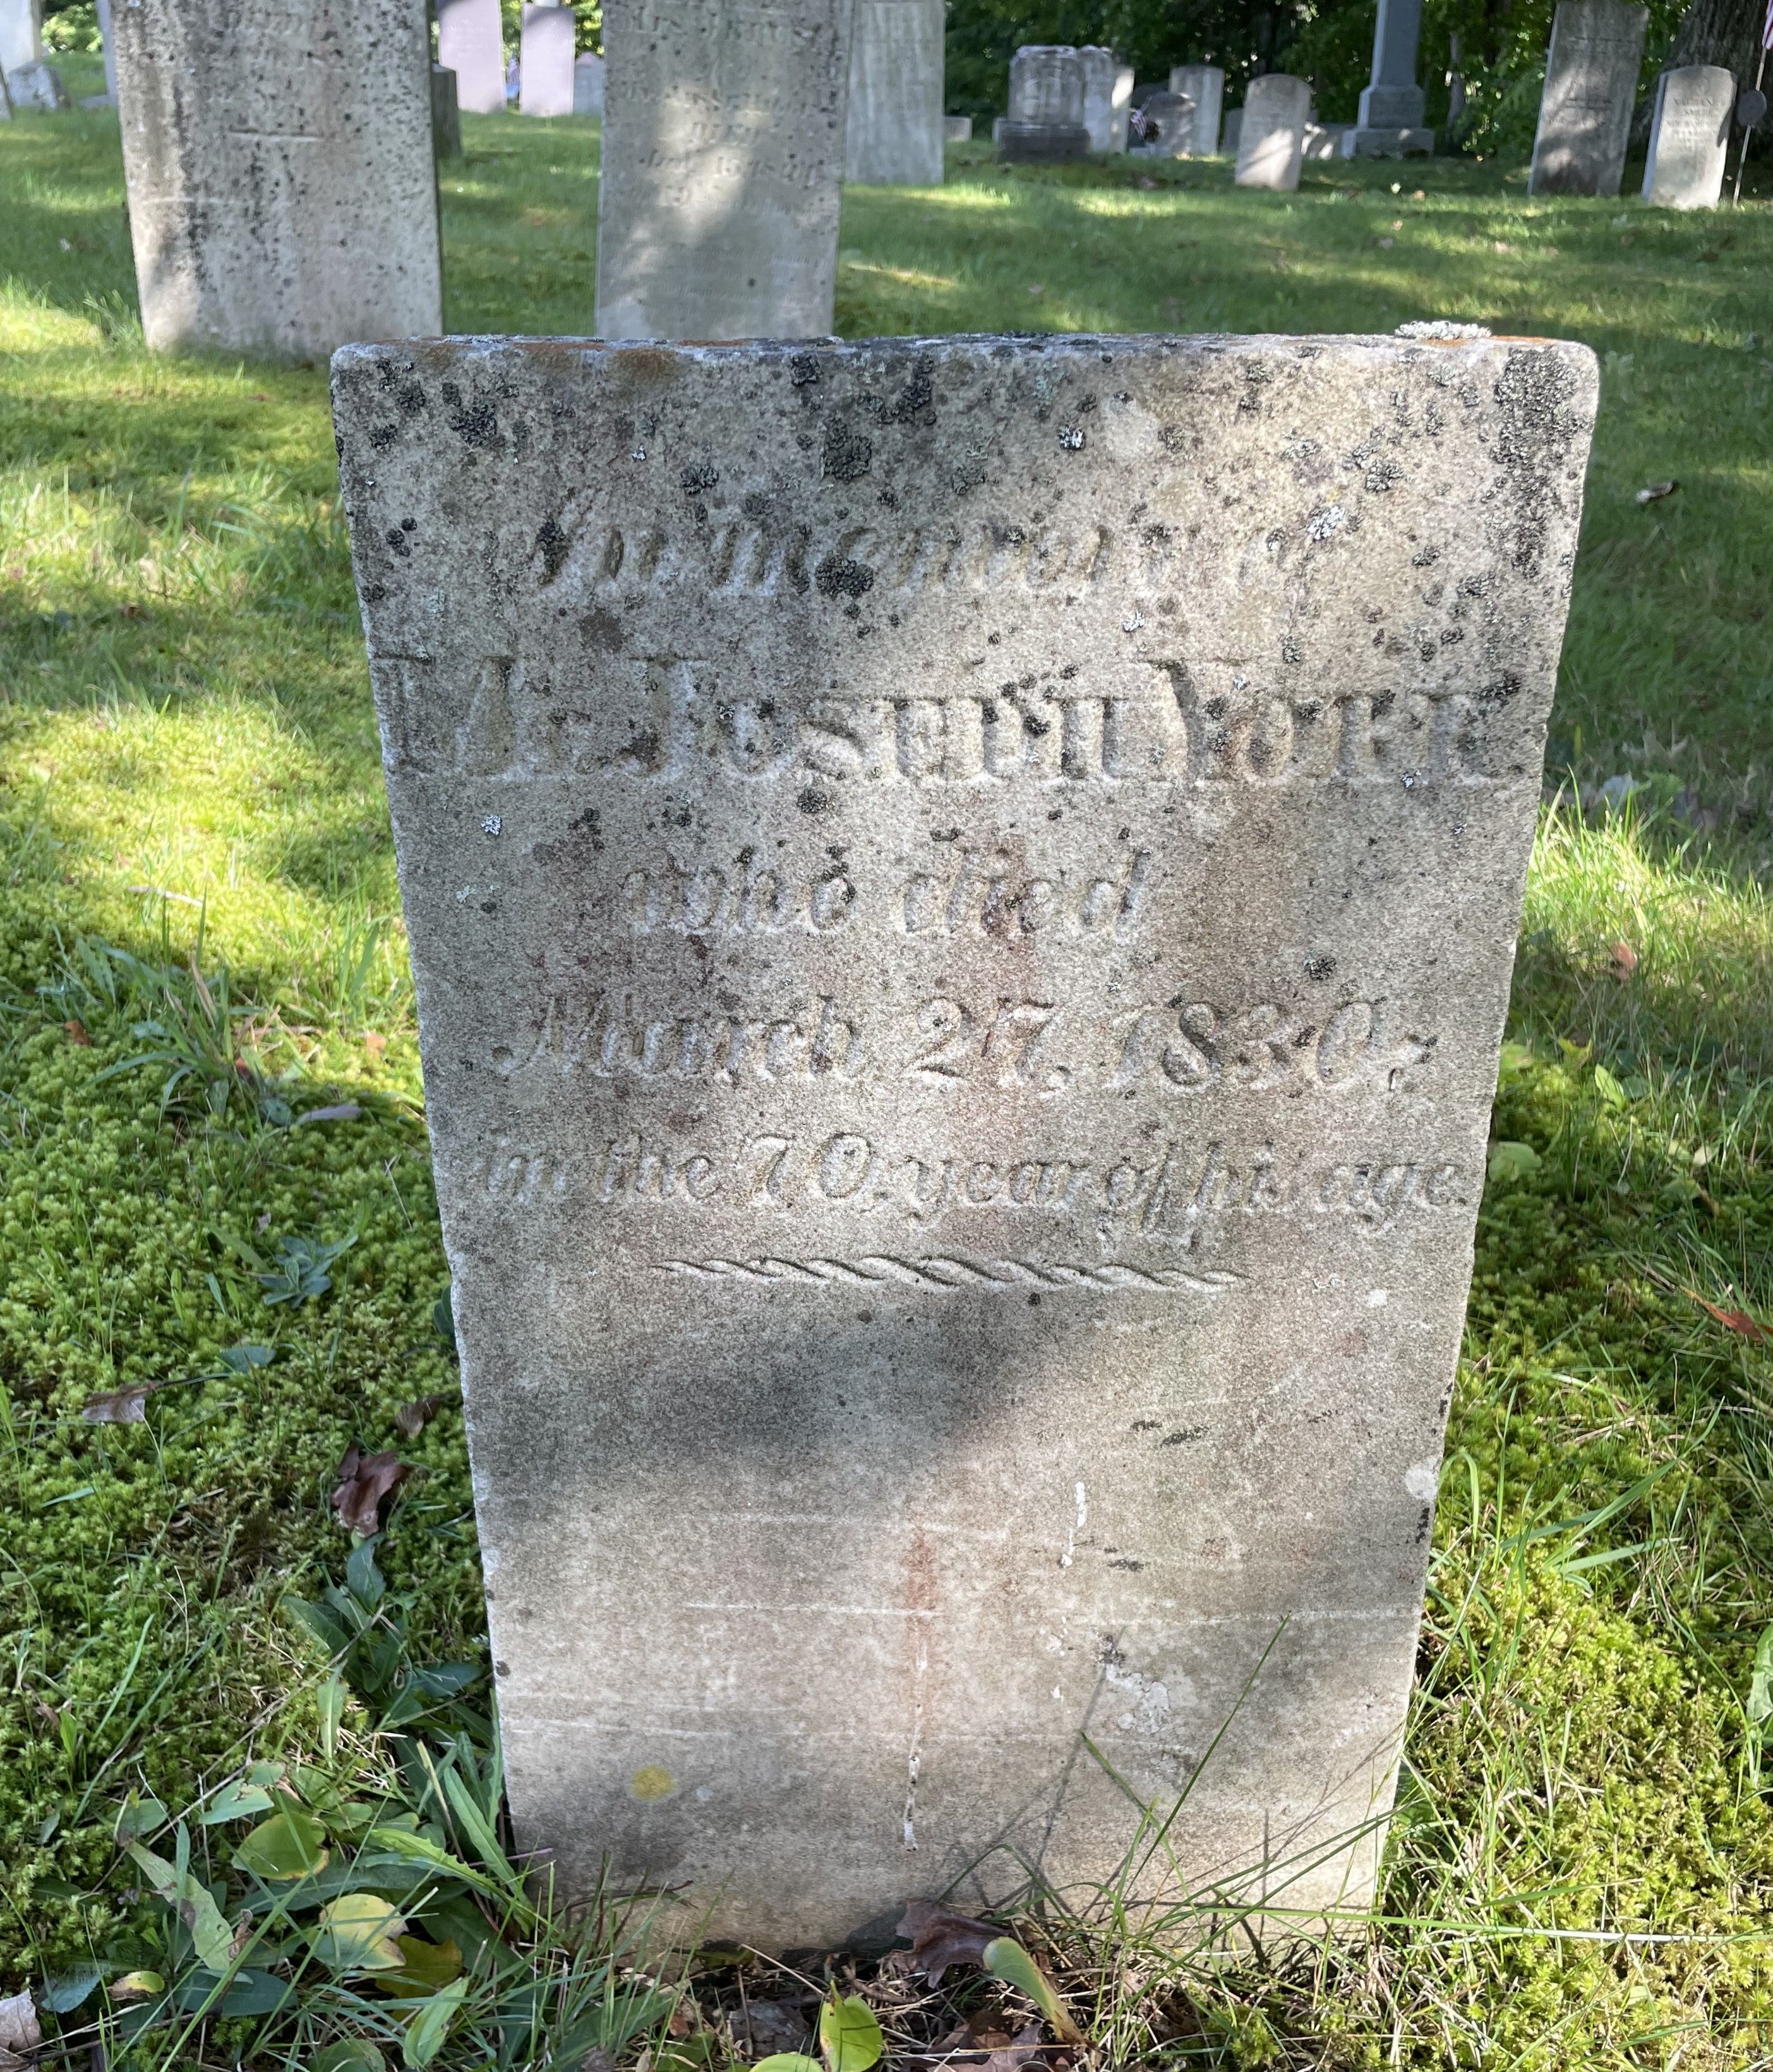 In memory of
Mr. JOSEPH YORK
who died
March 27, 1830;
in the 70, year of his age.